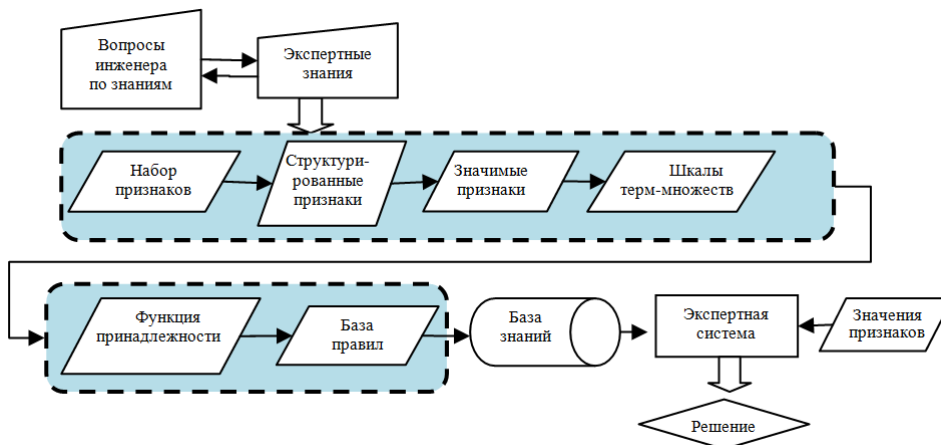 Вопросы
инженера
по знаниям
Экспертные
знания
Набор
признаков
Структури-
рованные
признаки
Значимые
признаки
Шкалы
терм-множеств
Функция
принадлежности
База
правил
База
знаний
Экспертная
система
Значения
признаков
Решение